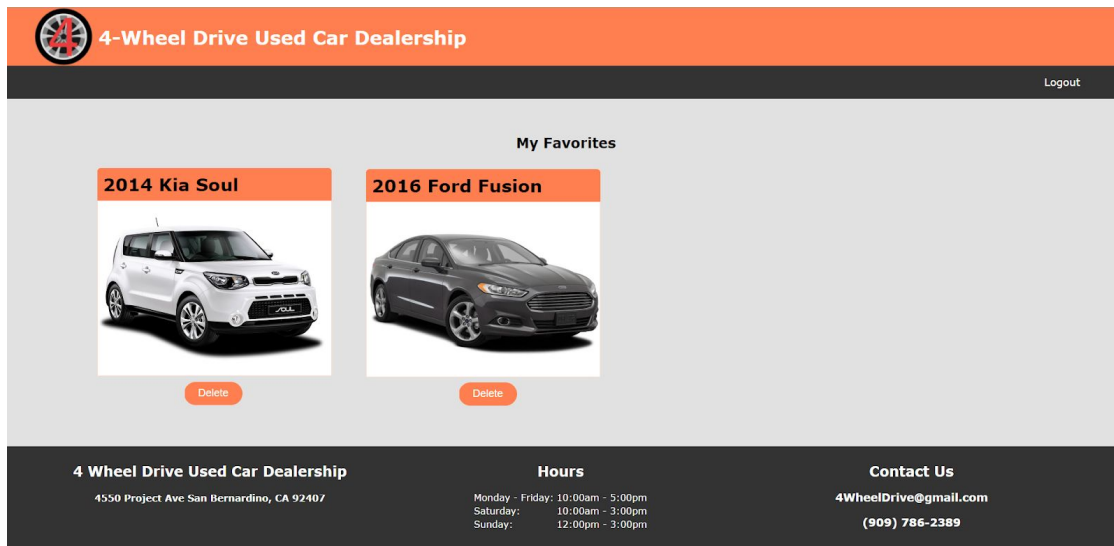 4
4-Wheel Drive Used Car Dealership
Logout
My Favorites
2014 Kia Soul
2016 Ford Fusion
SOUL
Delete
Delete
4 Wheel Drive Used Car Dealership
4550 Project Ave San Bernardino, CA 92407
Hours
Monday - Friday: 10:00am - 5:00pm
Saturday: 10:00am - 3:00pm
Sunday: 12:00pm - 3:00pm
Contact Us
4WheelDrive@gmail.com
(909) 786-2389